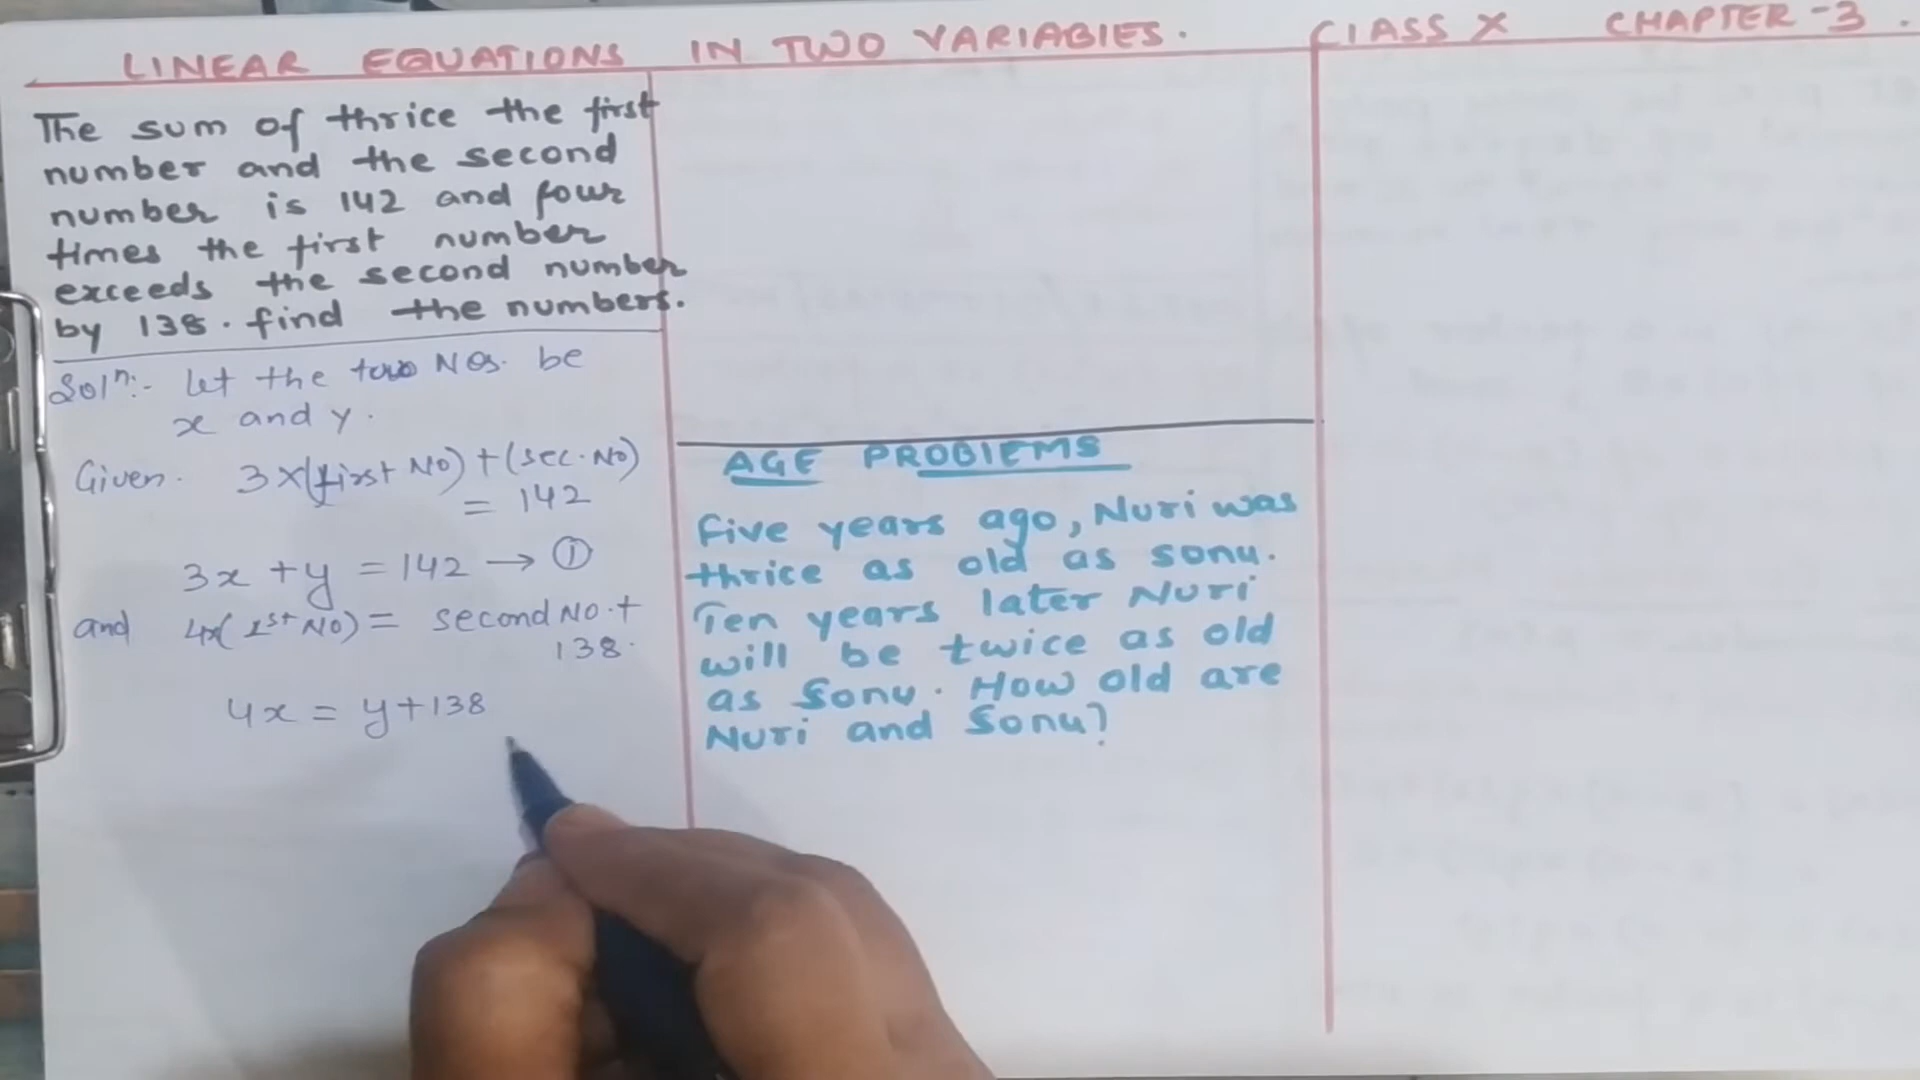 LINEAR EQUATIONS IN TWO VARIABIES. CIASS X CHAPTER-3.
The sum of thrice the first
number and the second
number is 142 and four
times the first number
exceeds the second number
by 138. find the numbers.
Solⁿ:- Let the two NOs. be
x and y.
Given. 3×(first NO)+(sec.NO)
= 142
3x + y = 142 → ①
and 4×(1st NO) = second NO.+
138.
4x = y+138
AGE PROBIEMS
Five years ago, Nuri was
thrice as old as sonu.
Ten years later Nuri
will be twice as old
as Sonu. How old are
Nuri and Sonu?